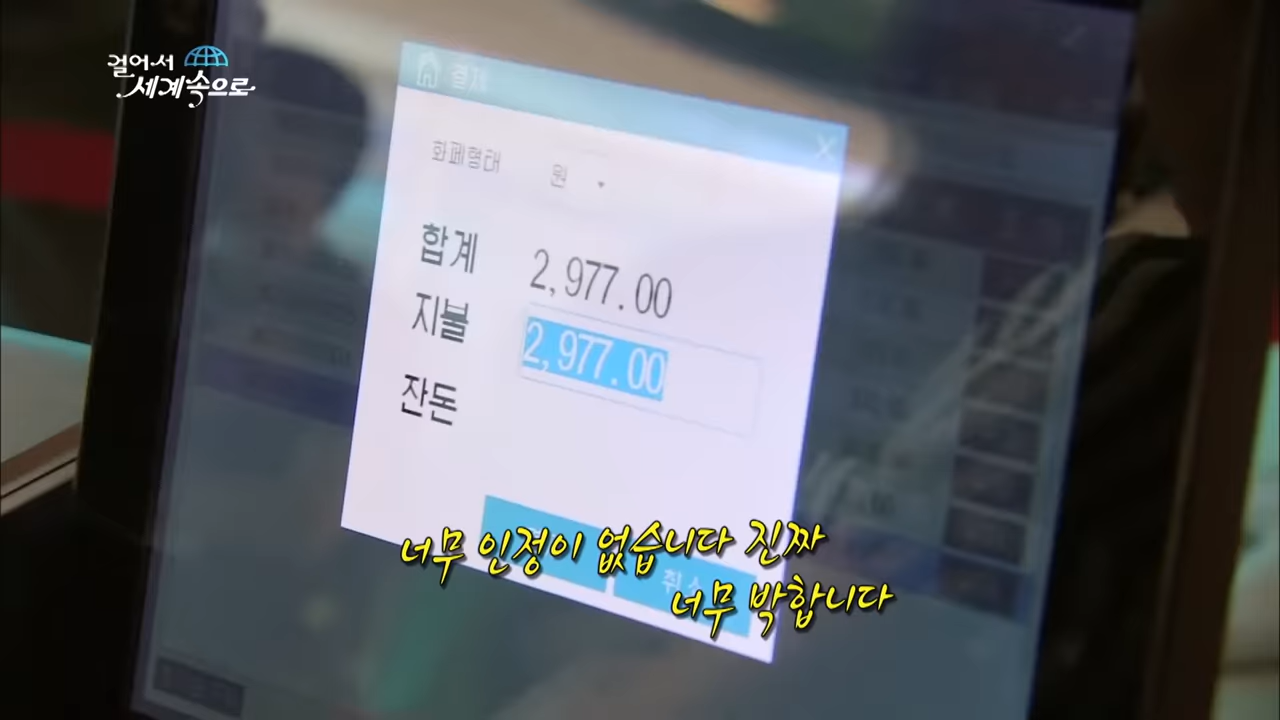 걸어서
세계속으로
결제
화폐형태 원
합계 2,977.00
지불 2,977.00
잔돈
취소
너무 인정이 없습니다 진짜
너무 박합니다